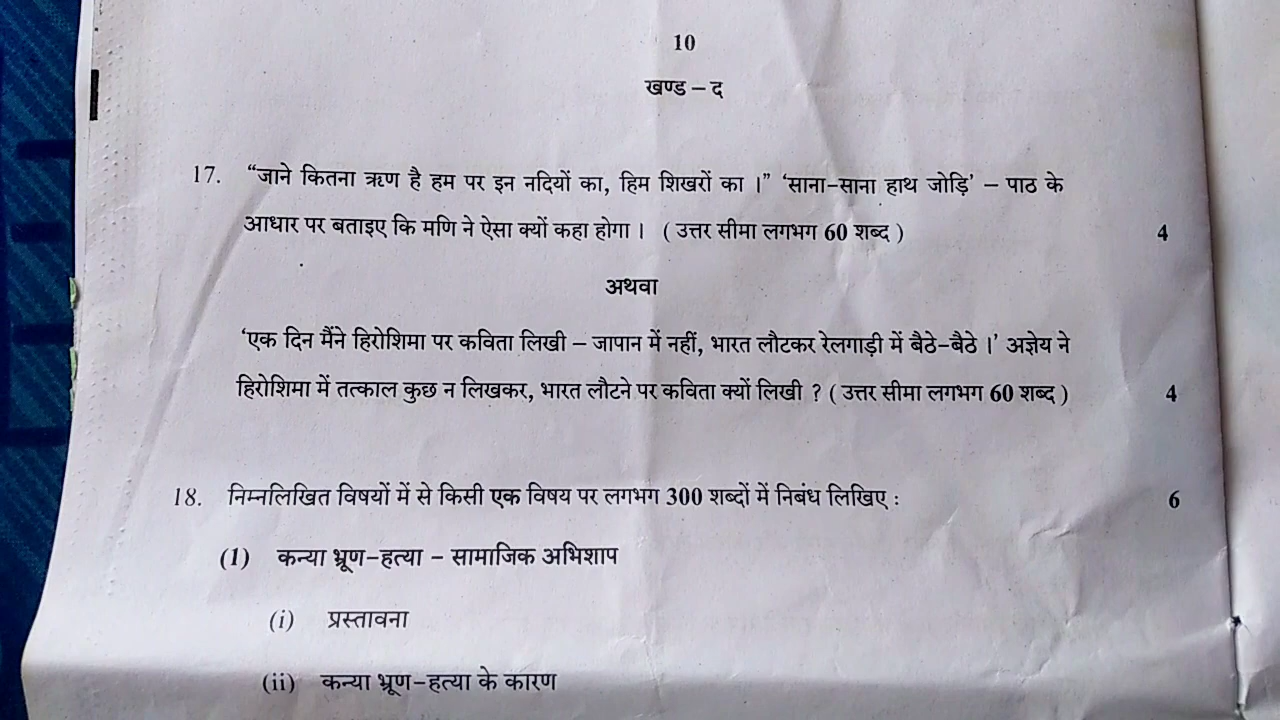 10
खण्ड – द
17. “जाने कितना ऋण है हम पर इन नदियों का, हिम शिखरों का ।” ‘साना-साना हाथ जोड़ि’ – पाठ के
आधार पर बताइए कि मणि ने ऐसा क्यों कहा होगा । ( उत्तर सीमा लगभग 60 शब्द ) 4
अथवा
‘एक दिन मैंने हिरोशिमा पर कविता लिखी – जापान में नहीं, भारत लौटकर रेलगाड़ी में बैठे-बैठे ।’ अज्ञेय ने
हिरोशिमा में तत्काल कुछ न लिखकर, भारत लौटने पर कविता क्यों लिखी ? ( उत्तर सीमा लगभग 60 शब्द ) 4
18. निम्नलिखित विषयों में से किसी एक विषय पर लगभग 300 शब्दों में निबंध लिखिए : 6
(1) कन्या भ्रूण-हत्या – सामाजिक अभिशाप
(i) प्रस्तावना
(ii) कन्या भ्रूण-हत्या के कारण